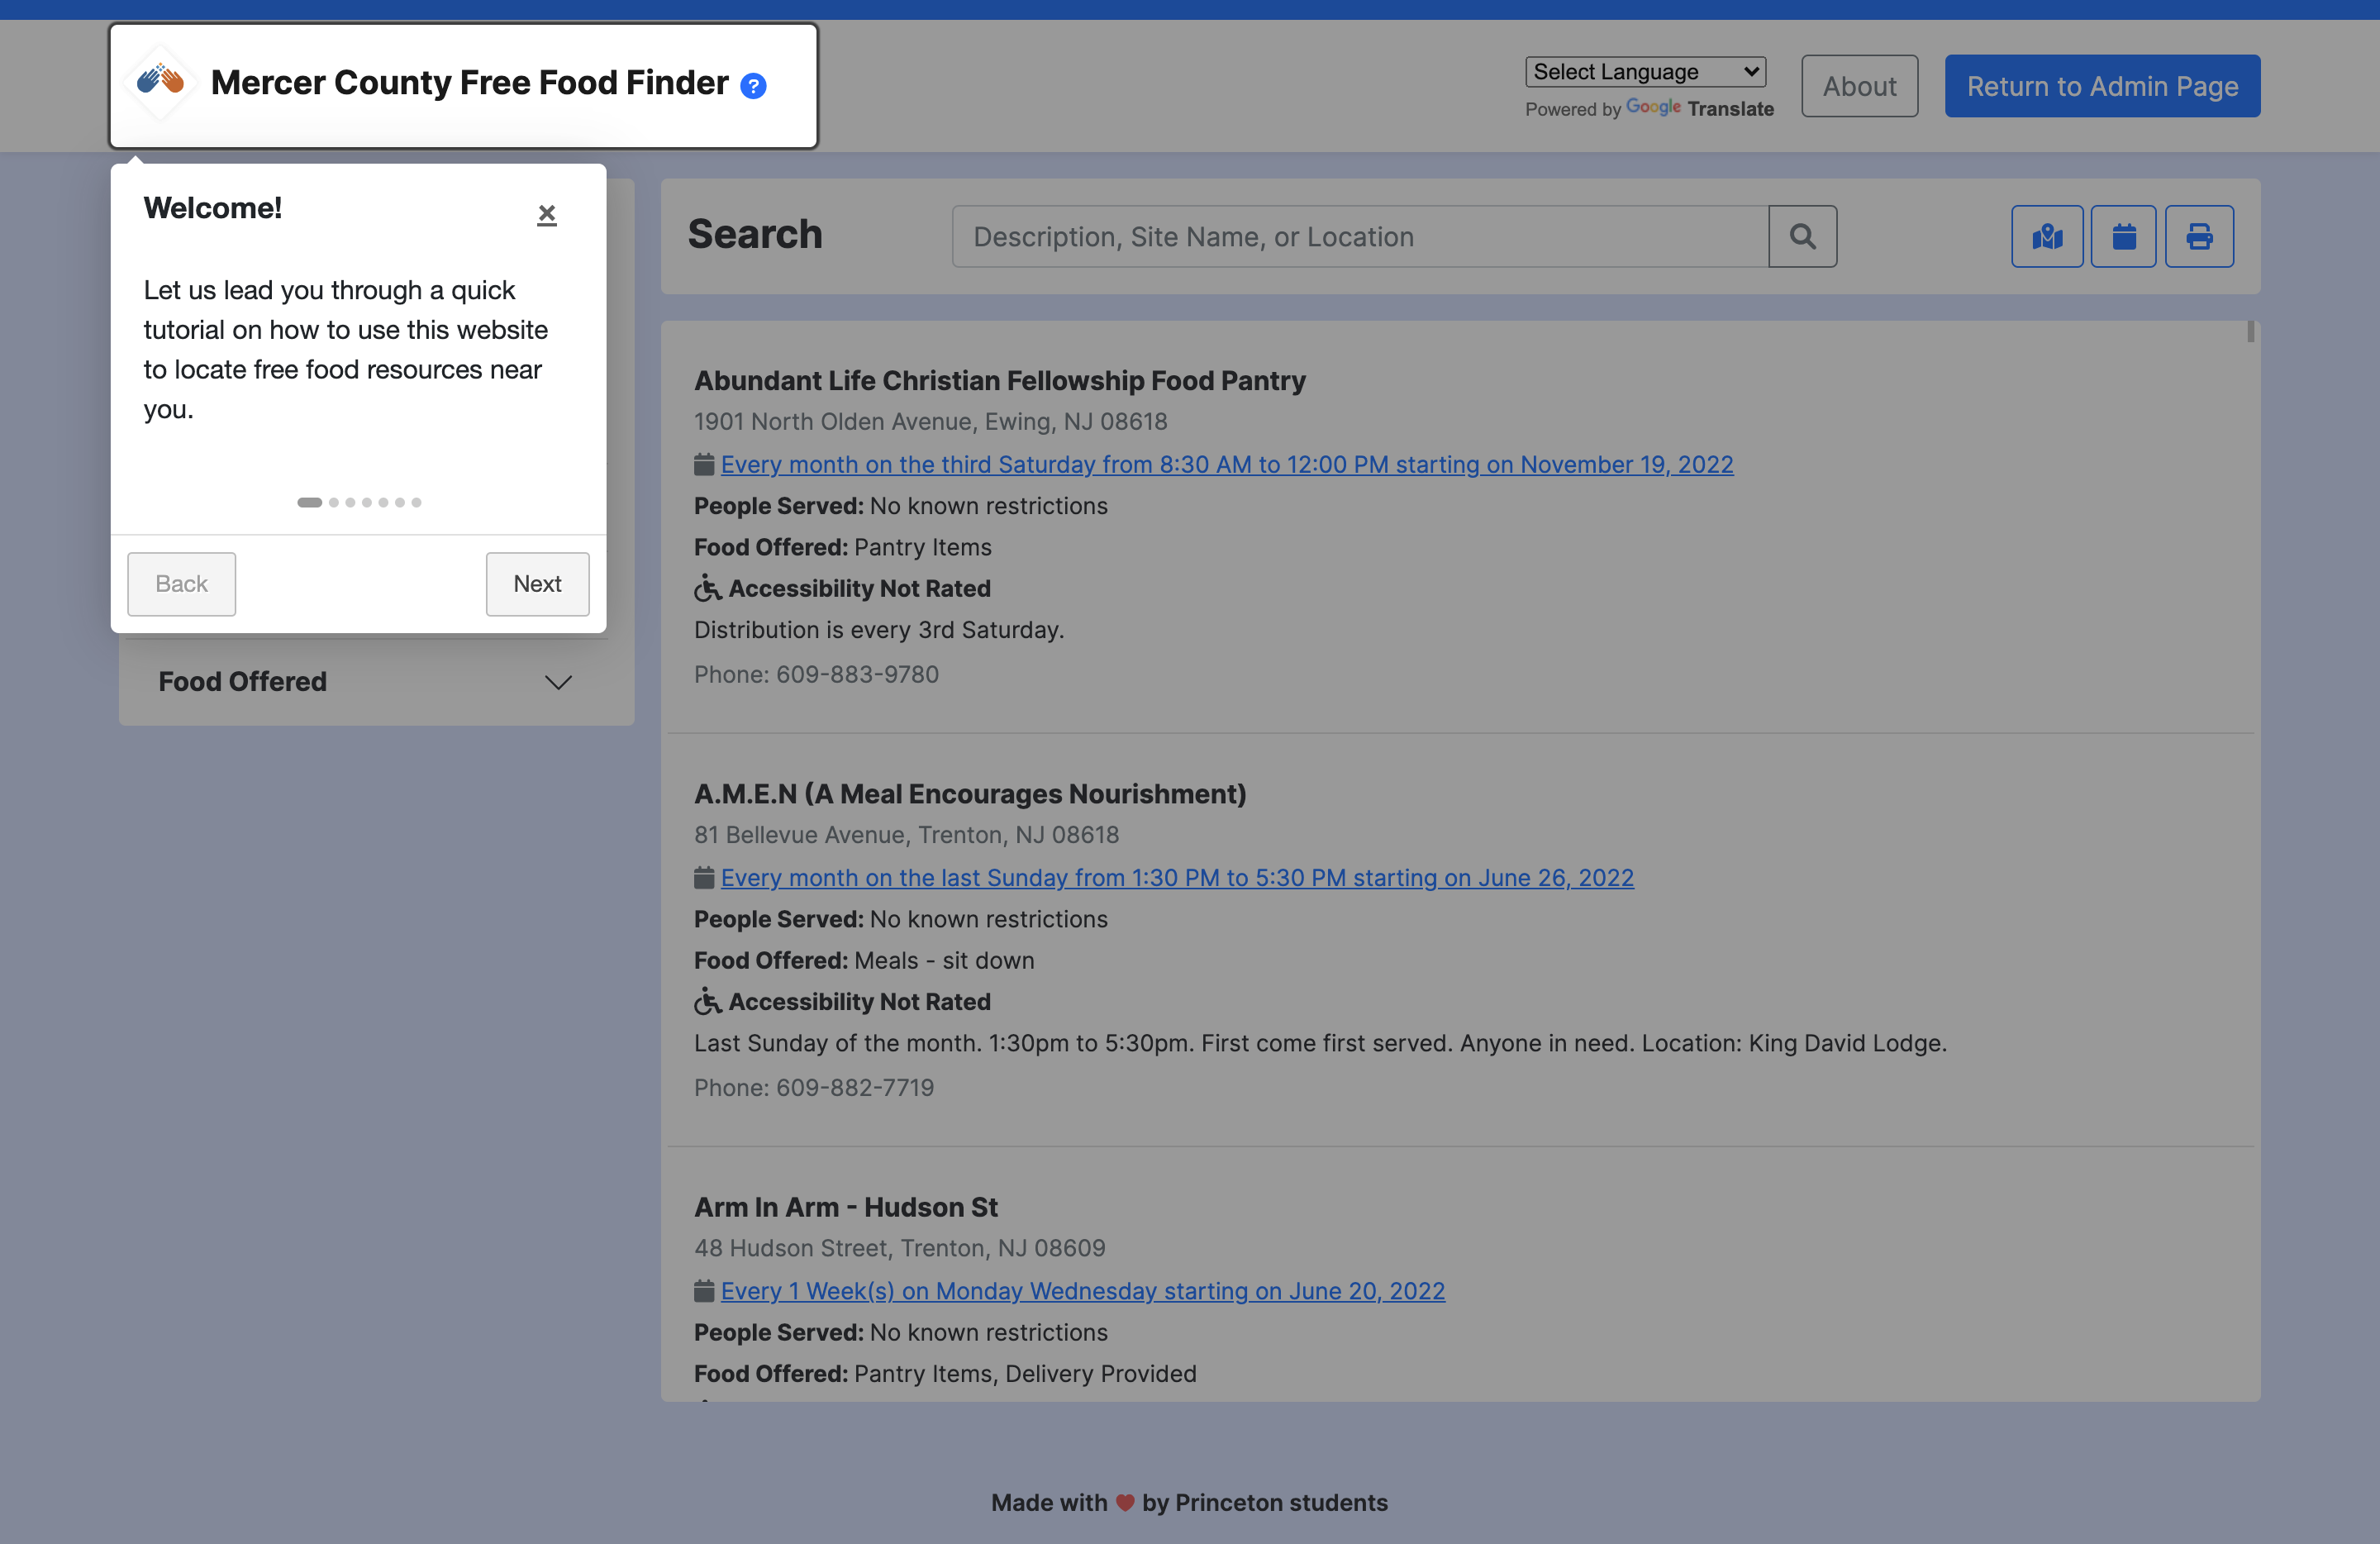 Mercer County Free Food Finder ?
Select Language
Powered by Google Translate
About
Return to Admin Page
Welcome!
×
Let us lead you through a quick
tutorial on how to use this website
to locate free food resources near
you.
Back
Next
Food Offered
Search
Description, Site Name, or Location
Abundant Life Christian Fellowship Food Pantry
1901 North Olden Avenue, Ewing, NJ 08618
Every month on the third Saturday from 8:30 AM to 12:00 PM starting on November 19, 2022
People Served: No known restrictions
Food Offered: Pantry Items
Accessibility Not Rated
Distribution is every 3rd Saturday.
Phone: 609-883-9780
A.M.E.N (A Meal Encourages Nourishment)
81 Bellevue Avenue, Trenton, NJ 08618
Every month on the last Sunday from 1:30 PM to 5:30 PM starting on June 26, 2022
People Served: No known restrictions
Food Offered: Meals - sit down
Accessibility Not Rated
Last Sunday of the month. 1:30pm to 5:30pm. First come first served. Anyone in need. Location: King David Lodge.
Phone: 609-882-7719
Arm In Arm - Hudson St
48 Hudson Street, Trenton, NJ 08609
Every 1 Week(s) on Monday Wednesday starting on June 20, 2022
People Served: No known restrictions
Food Offered: Pantry Items, Delivery Provided
Made with ❤ by Princeton students